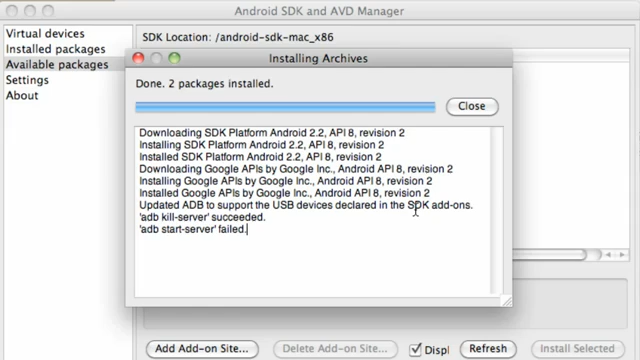 Android SDK and AVD Manager
Virtual devices
Installed packages
Available packages
Settings
About
SDK Location: /android-sdk-mac_x86
Installing Archives
Done. 2 packages installed.
Close
Downloading SDK Platform Android 2.2, API 8, revision 2
Installing SDK Platform Android 2.2, API 8, revision 2
Installed SDK Platform Android 2.2, API 8, revision 2
Downloading Google APIs by Google Inc., Android API 8, revision 2
Installing Google APIs by Google Inc., Android API 8, revision 2
Installed Google APIs by Google Inc., Android API 8, revision 2
Updated ADB to support the USB devices declared in the SDK add-ons.
'adb kill-server' succeeded.
'adb start-server' failed.
Add Add-on Site...
Delete Add-on Site...
Displ
Refresh
Install Selected